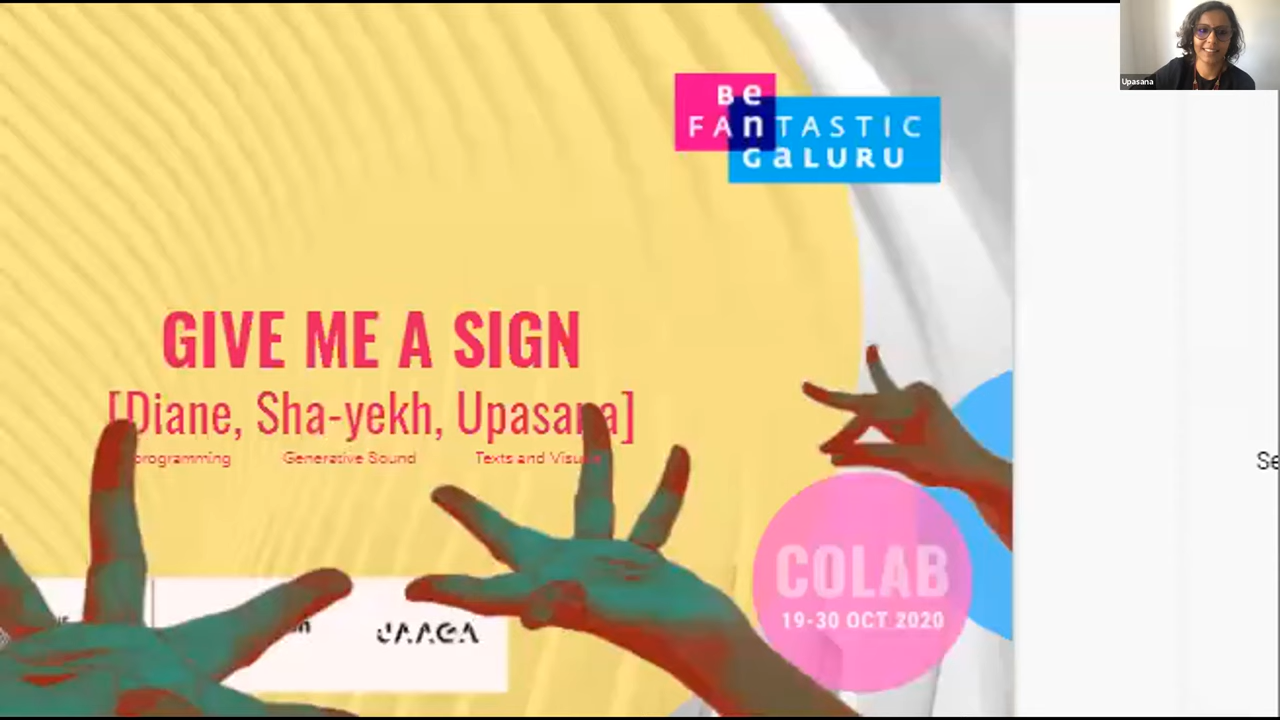 Upasana
Be
FAnTASTIC
GaLURU
GIVE ME A SIGN
[Diane, Sha-yekh, Upasana]
programming Generative Sound Texts and
COLAB
19-30 OCT 2020
JAAGA